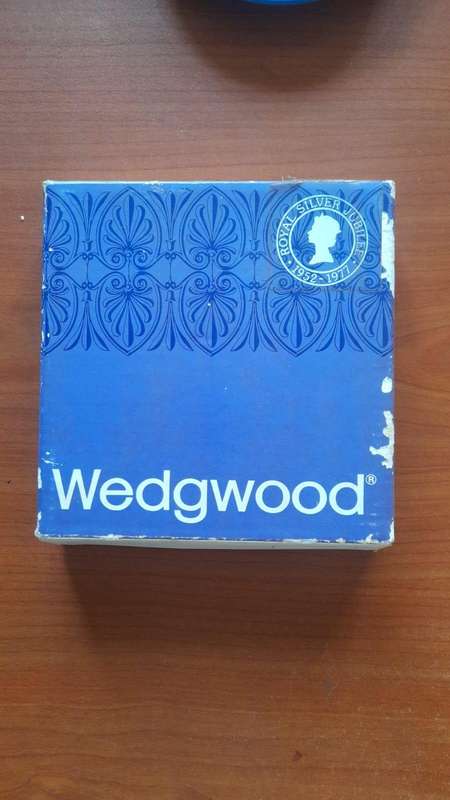 ROYAL SILVER JUBILEE
· 1952-1977 ·
Wedgwood®